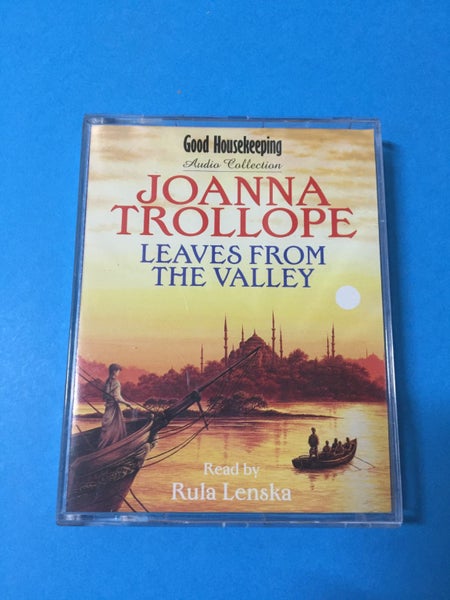 Good Housekeeping
Audio Collection
JOANNA
TROLLOPE
LEAVES FROM
THE VALLEY
Read by
Rula Lenska